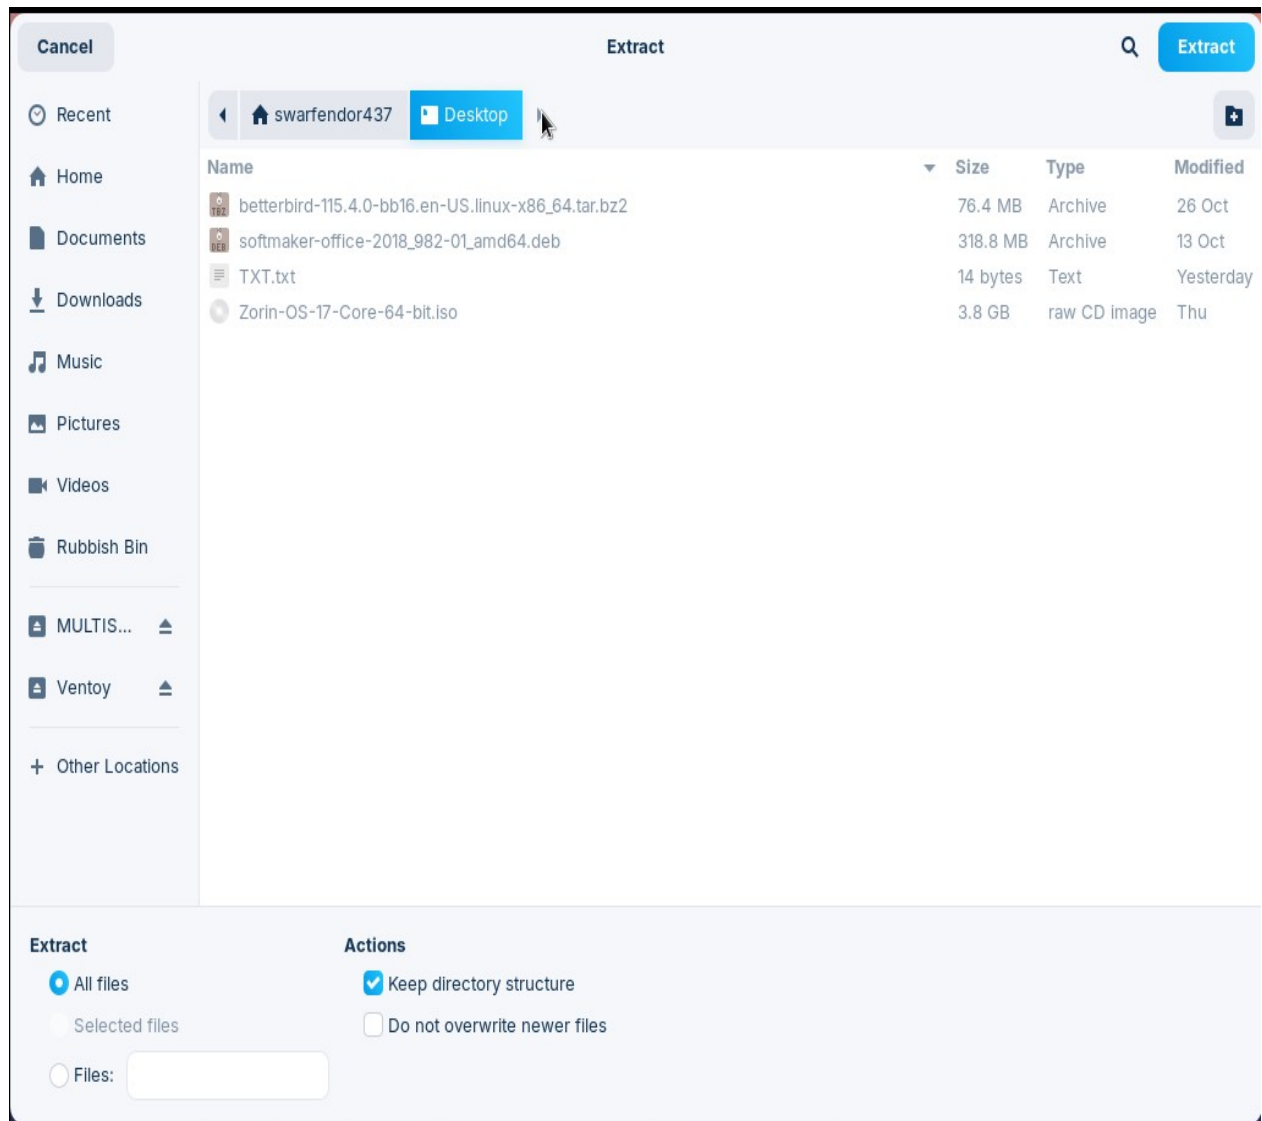 Cancel Extract Extract
Recent
Home
Documents
Downloads
Music
Pictures
Videos
Rubbish Bin
MULTIS...
Ventoy
Other Locations
swarfendor437 Desktop
Name Size Type Modified
betterbird-115.4.0-bb16.en-US.linux-x86_64.tar.bz2 76.4 MB Archive 26 Oct
softmaker-office-2018_982-01_amd64.deb 318.8 MB Archive 13 Oct
TXT.txt 14 bytes Text Yesterday
Zorin-OS-17-Core-64-bit.iso 3.8 GB raw CD image Thu
Extract
All files
Selected files
Files:
Actions
Keep directory structure
Do not overwrite newer files